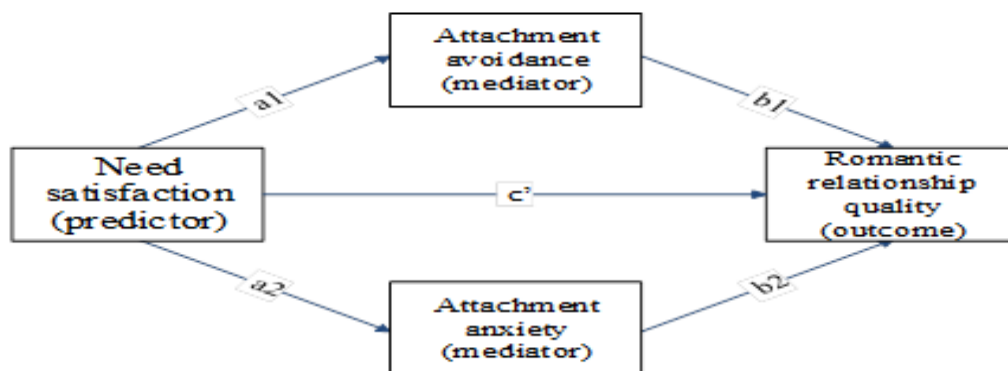 Attachment
avoidance
(mediator)
a1
b1
Need
satisfaction
(predictor)
c’
Romantic
relationship
quality
(outcome)
a2
b2
Attachment
anxiety
(mediator)